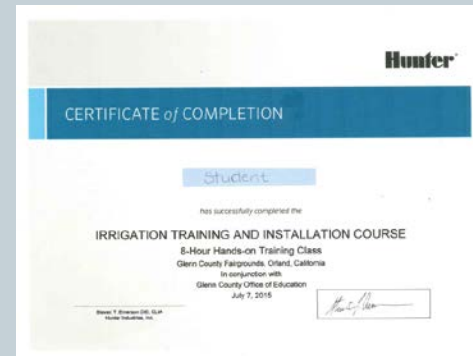 Hunter
CERTIFICATE of COMPLETION
Student
has successfully completed the
IRRIGATION TRAINING AND INSTALLATION COURSE
8-Hour Hands-on Training Class
Glenn County Fairgrounds, Orland, California
In conjunction with
Glenn County Office of Education
July 7, 2015
Hunter Industries, Inc.